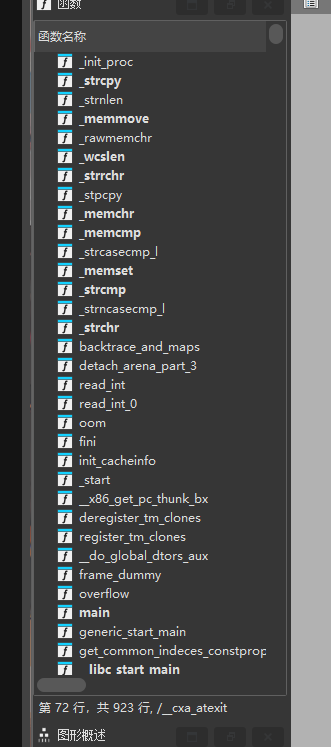 函数
函数名称
_init_proc
_strcpy
_strnlen
_memmove
_rawmemchr
_wcslen
_strrchr
_stpcpy
_memchr
_memcmp
_strcasecmp_l
_memset
_strcmp
_strncasecmp_l
_strchr
backtrace_and_maps
detach_arena_part_3
read_int
read_int_0
oom
fini
init_cacheinfo
_start
__x86_get_pc_thunk_bx
deregister_tm_clones
register_tm_clones
__do_global_dtors_aux
frame_dummy
overflow
main
generic_start_main
get_common_indeces_constprop
__libc_start_main
第 72 行，共 923 行, /__cxa_atexit
图形概述